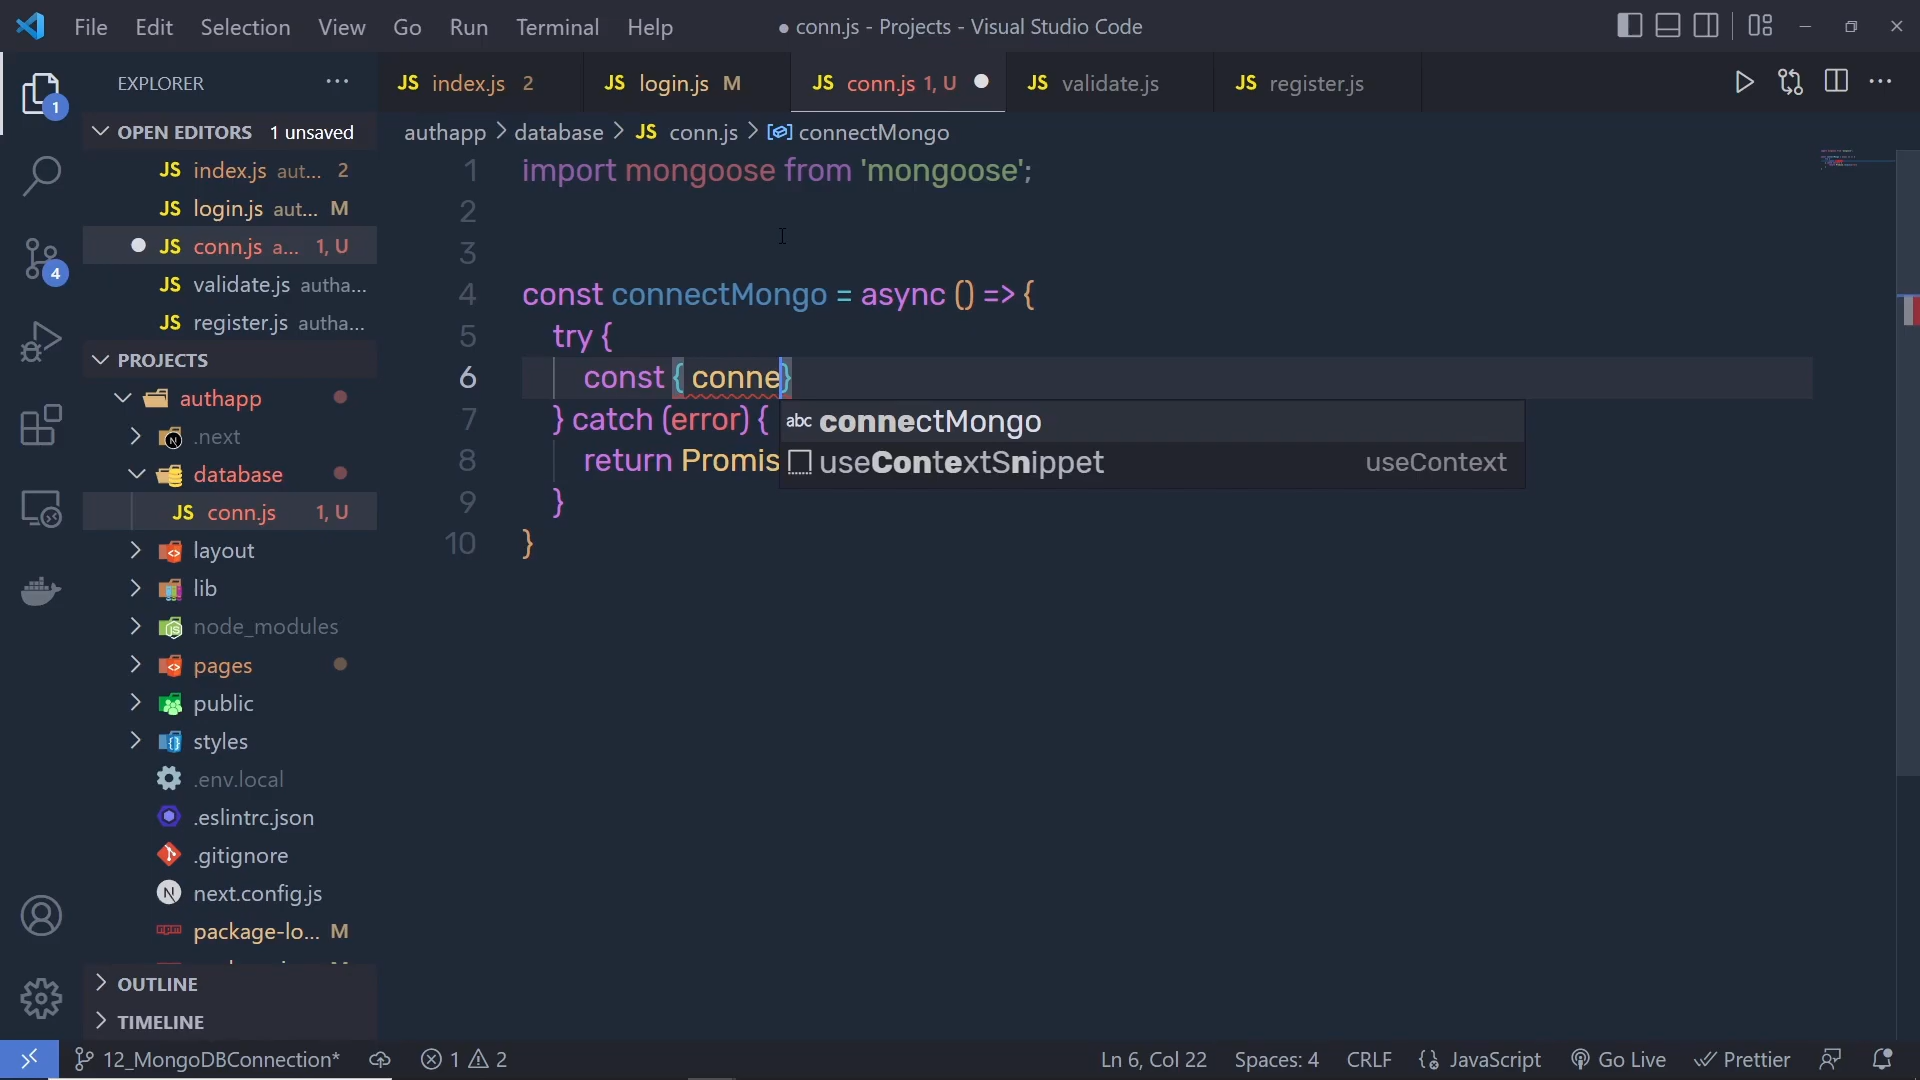 File Edit Selection View Go Run Terminal Help
● conn.js - Projects - Visual Studio Code
EXPLORER ···
JS index.js 2
JS login.js M
JS conn.js 1, U
JS validate.js
JS register.js
OPEN EDITORS 1 unsaved
JS index.js aut... 2
JS login.js aut... M
JS conn.js a... 1, U
JS validate.js autha...
JS register.js autha...
PROJECTS
authapp
.next
database
JS conn.js 1, U
layout
lib
node_modules
pages
public
styles
.env.local
.eslintrc.json
.gitignore
next.config.js
package-lo... M
OUTLINE
TIMELINE
1
4
authapp > database > JS conn.js > connectMongo
1 import mongoose from 'mongoose';
2
3
4 const connectMongo = async () => {
5 try {
6 const { conne}
7 } catch (error) {
8 return Promis
9 }
10 }
abc connectMongo
useContextSnippet useContext
12_MongoDBConnection* 1 2
Ln 6, Col 22 Spaces: 4 CRLF JavaScript Go Live Prettier